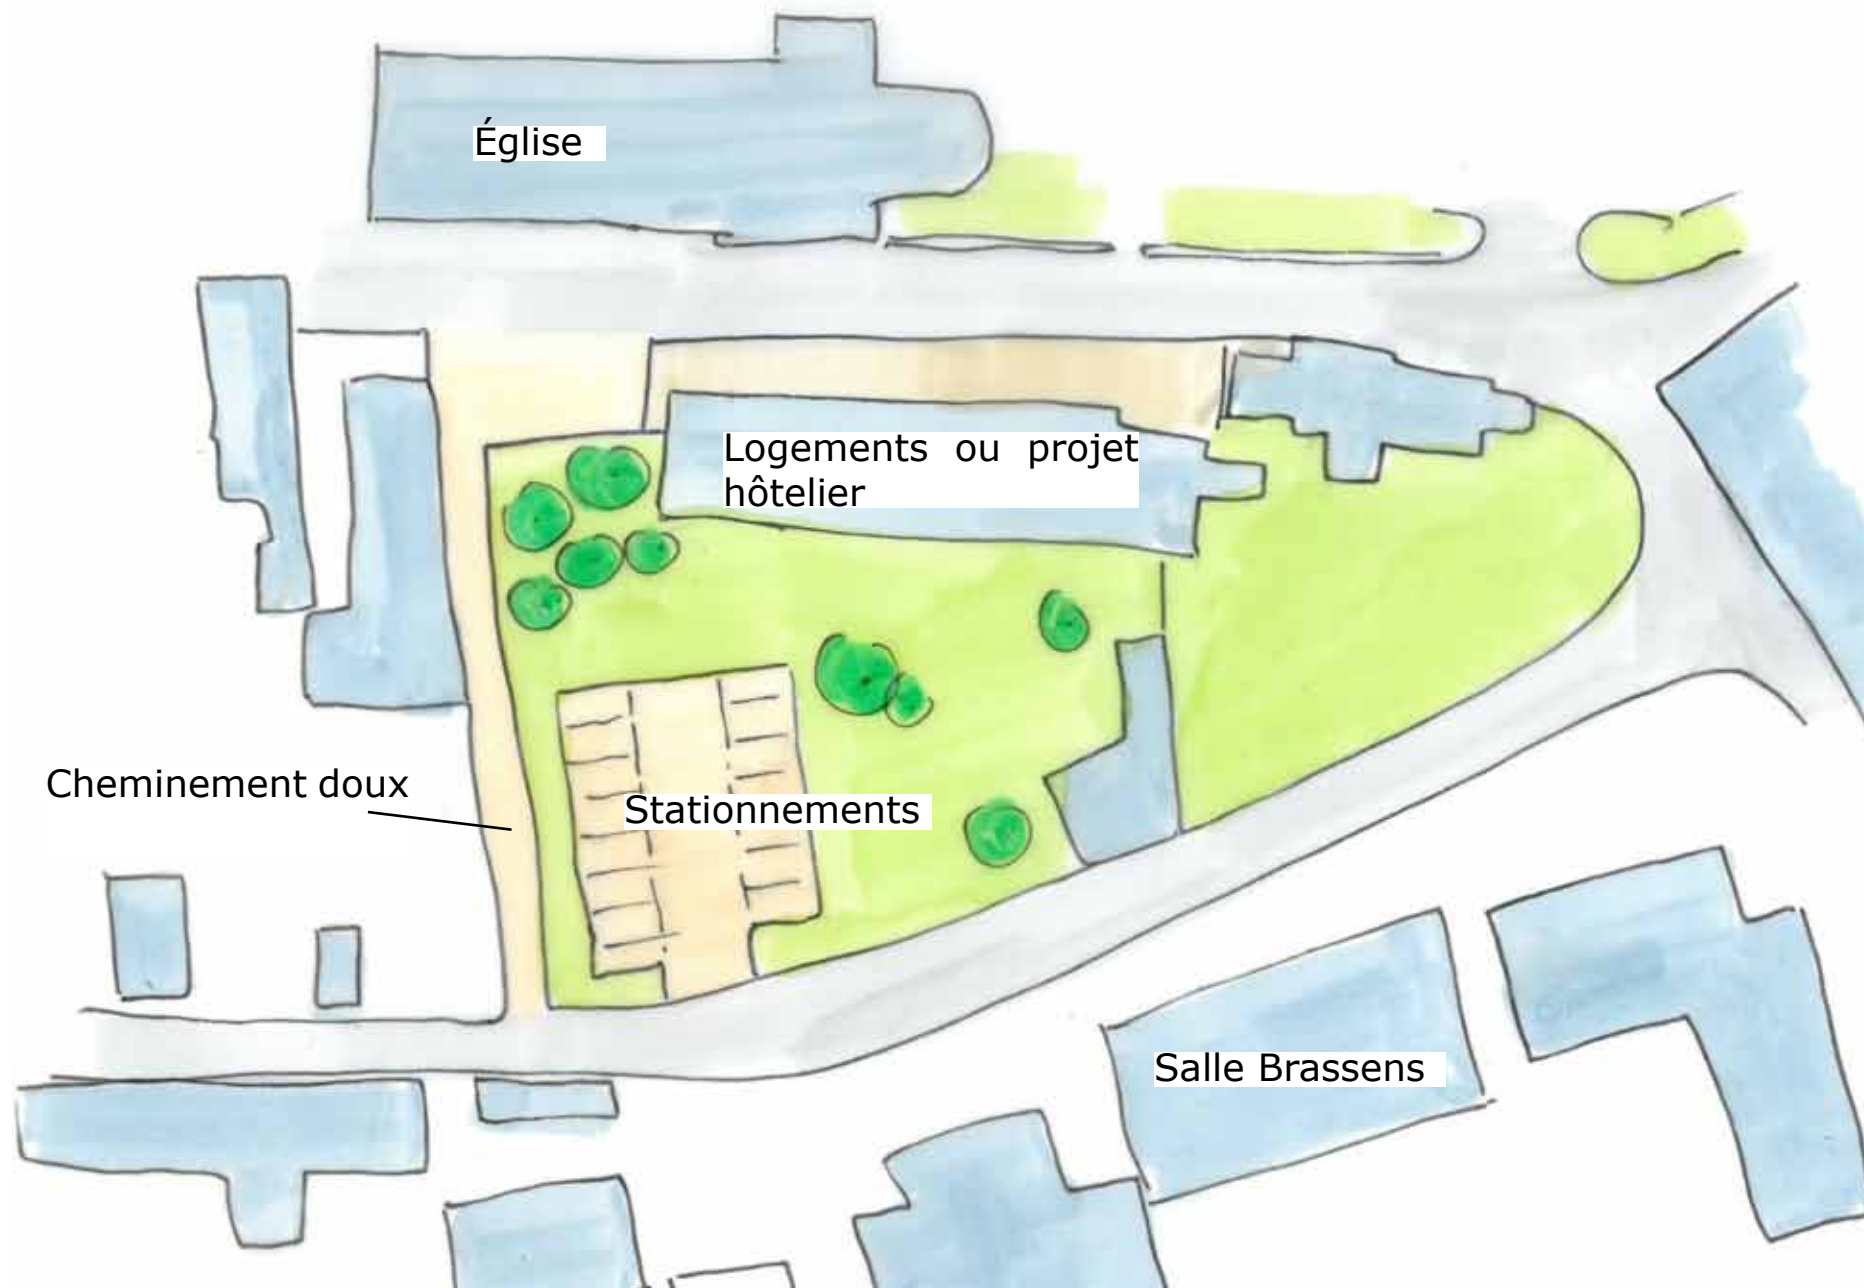 Église
Logements ou projet
hôtelier
Cheminement doux
Stationnements
Salle Brassens